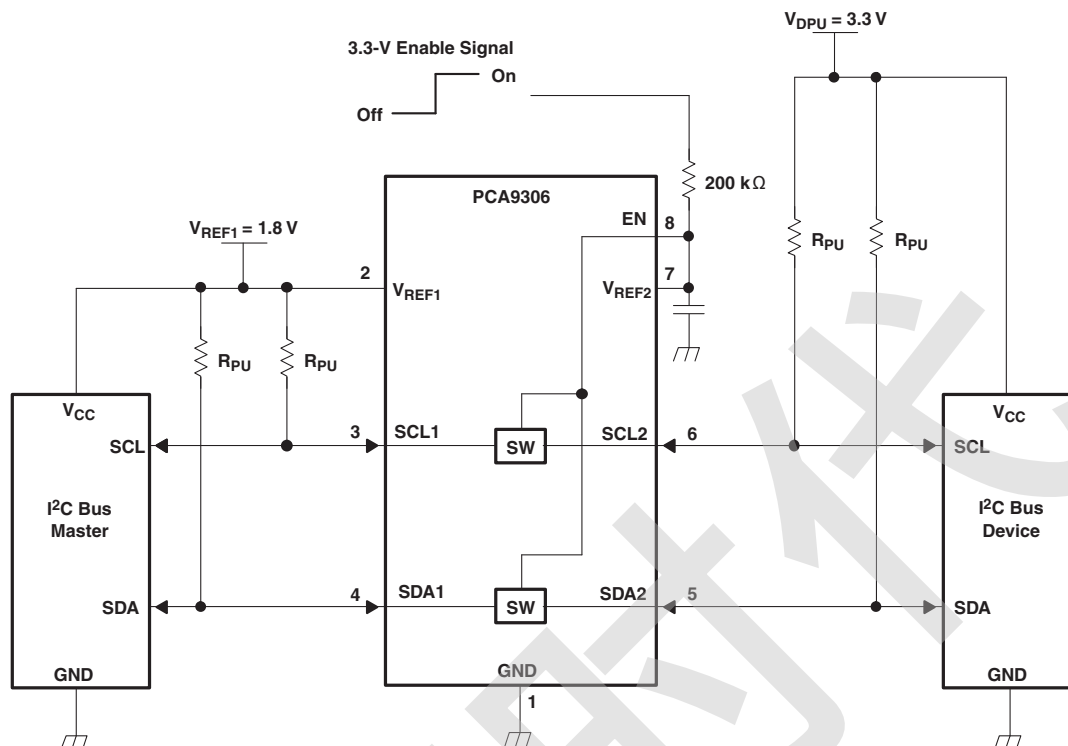 V_DPU = 3.3 V
3.3-V Enable Signal
On
Off
200 kΩ
PCA9306
EN
8
R_PU
R_PU
V_REF1 = 1.8 V
2
7
V_REF1
V_REF2
R_PU
R_PU
V_CC
V_CC
SCL
3
SCL1
SW
SCL2
6
SCL
I²C Bus
Master
I²C Bus
Device
SDA
4
SDA1
SW
SDA2
5
SDA
GND
GND
GND
1
时代